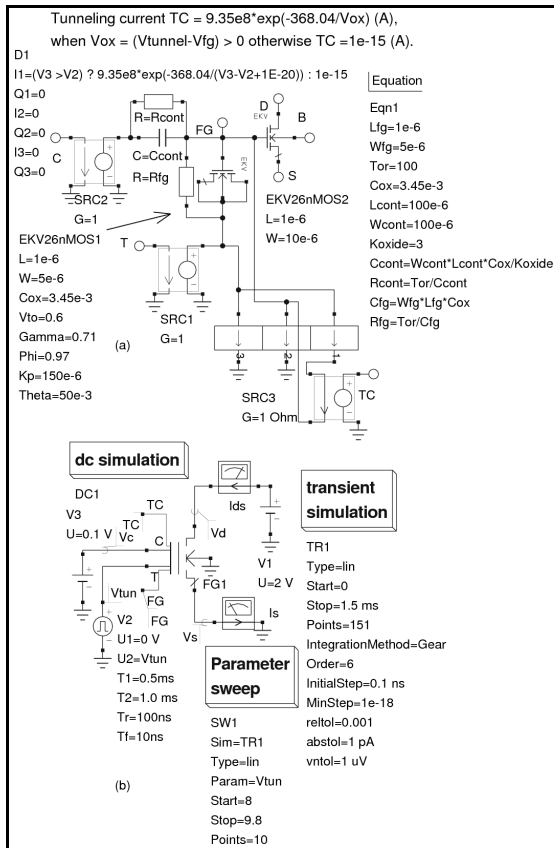 Tunneling current TC = 9.35e8*exp(-368.04/Vox) (A),
when Vox = (Vtunnel-Vfg) > 0 otherwise TC =1e-15 (A).
D1
I1=(V3 >V2) ? 9.35e8*exp(-368.04/(V3-V2+1E-20)) : 1e-15
Q1=0
I2=0
Q2=0
I3=0
Q3=0
C
SRC2
G=1
R=Rcont
C=Ccont
R=Rfg
FG
EKV
D
EKV
B
S
EKV26nMOS2
L=1e-6
W=10e-6
Equation
Eqn1
Lfg=1e-6
Wfg=5e-6
Tor=100
Cox=3.45e-3
Lcont=100e-6
Wcont=100e-6
Koxide=3
Ccont=Wcont*Lcont*Cox/Koxide
Rcont=Tor/Ccont
Cfg=Wfg*Lfg*Cox
Rfg=Tor/Cfg
EKV26nMOS1
L=1e-6
W=5e-6
Cox=3.45e-3
Vto=0.6
Gamma=0.71
Phi=0.97
Kp=150e-6
Theta=50e-3
T
SRC1
G=1
(a)
3
2
1
SRC3
G=1 Ohm
TC
dc simulation
DC1
V3
U=0.1 V
Vc
TC
TC
C
T
FG
FG
FG1
Vtun
V2
U1=0 V
U2=Vtun
T1=0.5ms
T2=1.0 ms
Tr=100ns
Tf=10ns
Ids
Vd
V1
U=2 V
Is
Vs
(b)
Parameter
sweep
SW1
Sim=TR1
Type=lin
Param=Vtun
Start=8
Stop=9.8
Points=10
transient
simulation
TR1
Type=lin
Start=0
Stop=1.5 ms
Points=151
IntegrationMethod=Gear
Order=6
InitialStep=0.1 ns
MinStep=1e-18
reltol=0.001
abstol=1 pA
vntol=1 uV